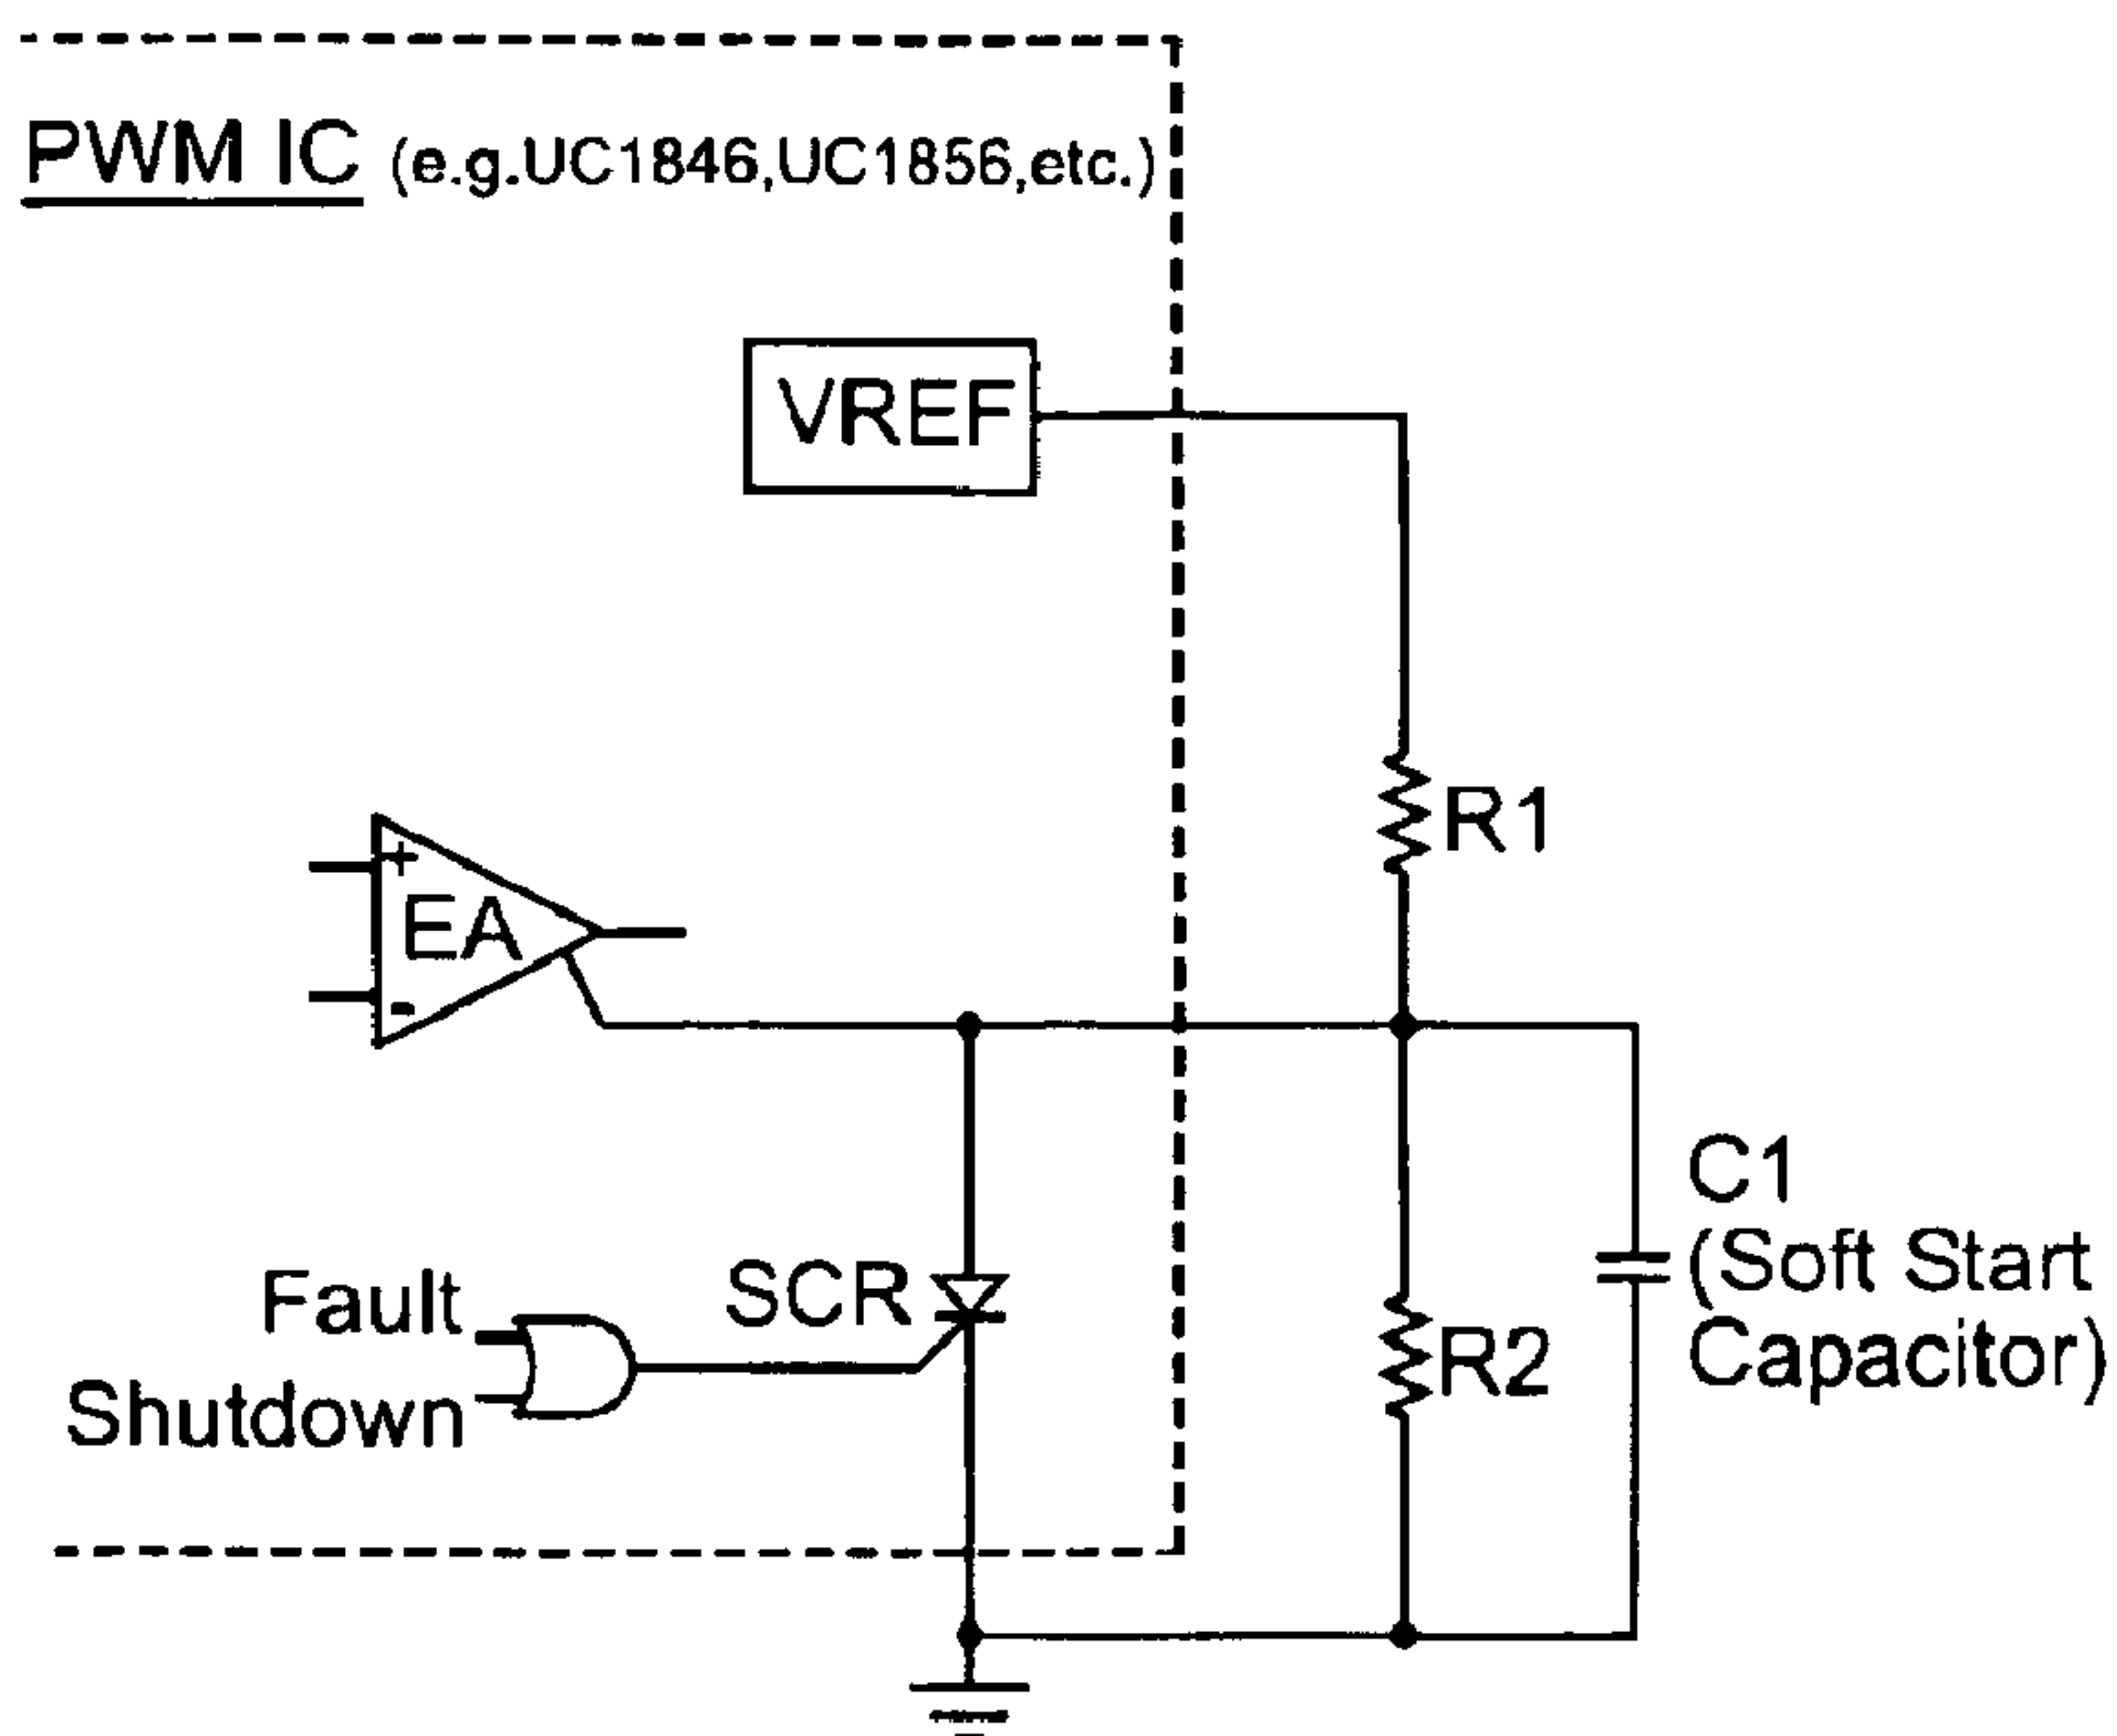 PWM IC (e.g.UC1846,UC1856,etc.)
VREF
R1
+
EA
-
C1
(Soft Start
Capacitor)
SCR
Fault
Shutdown
R2